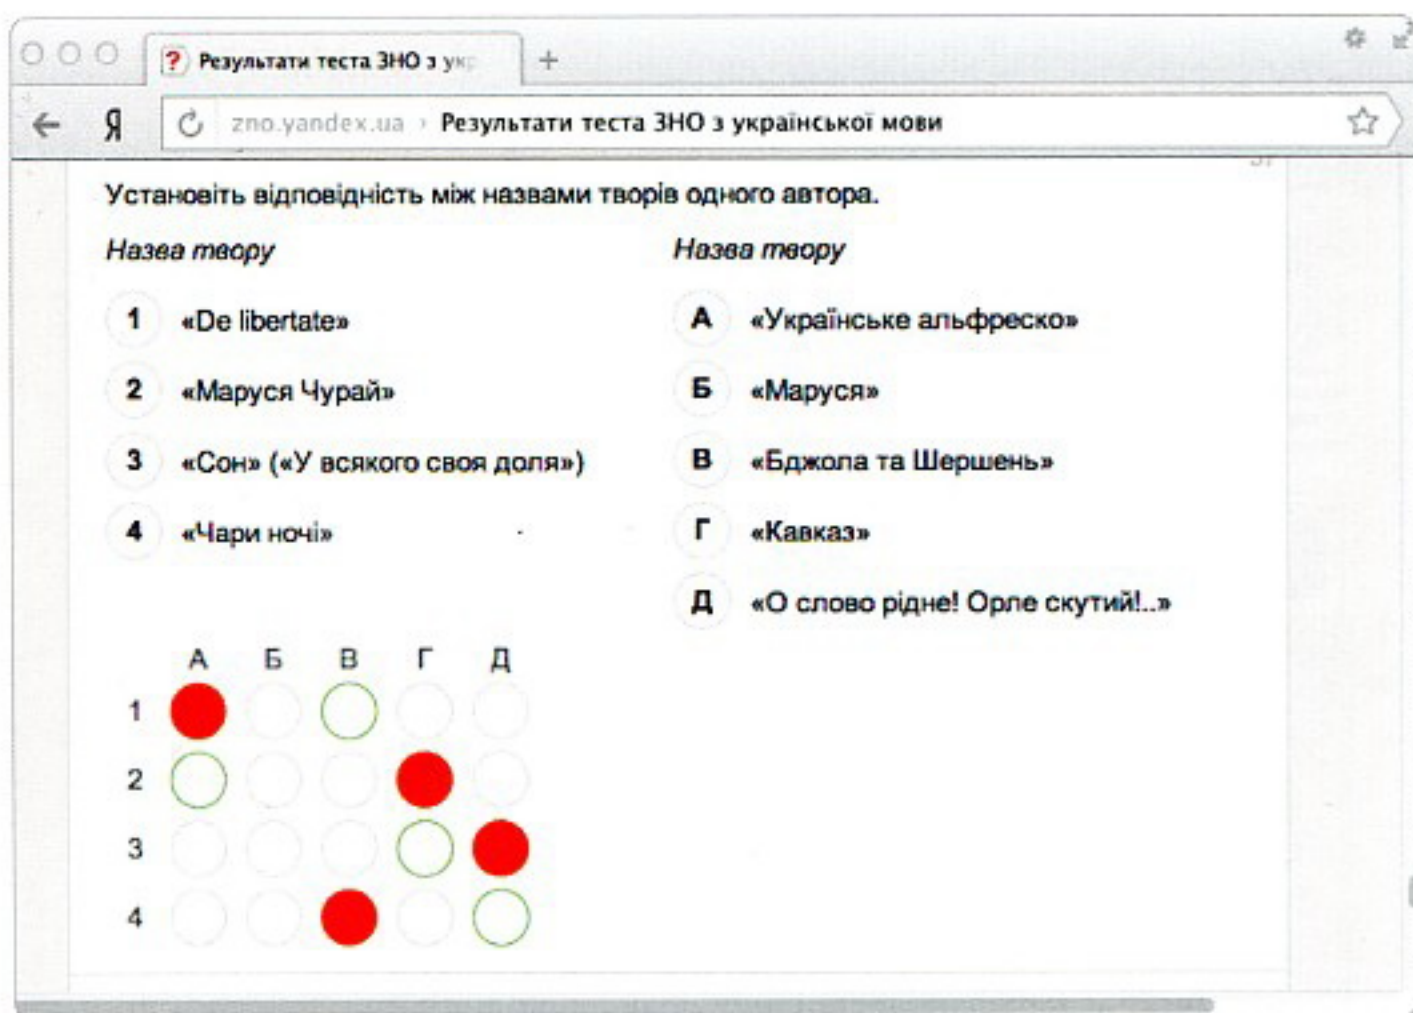 ? Результати теста ЗНО з укр +
Я zno.yandex.ua › Результати теста ЗНО з української мови
Установіть відповідність між назвами творів одного автора.
Назва твору Назва твору
1 «De libertate» А «Українське альфреско»
2 «Маруся Чурай» Б «Маруся»
3 «Сон» («У всякого своя доля») В «Бджола та Шершень»
4 «Чари ночі» Г «Кавказ»
Д «О слово рідне! Орле скутий!..»
А Б В Г Д
1
2
3
4